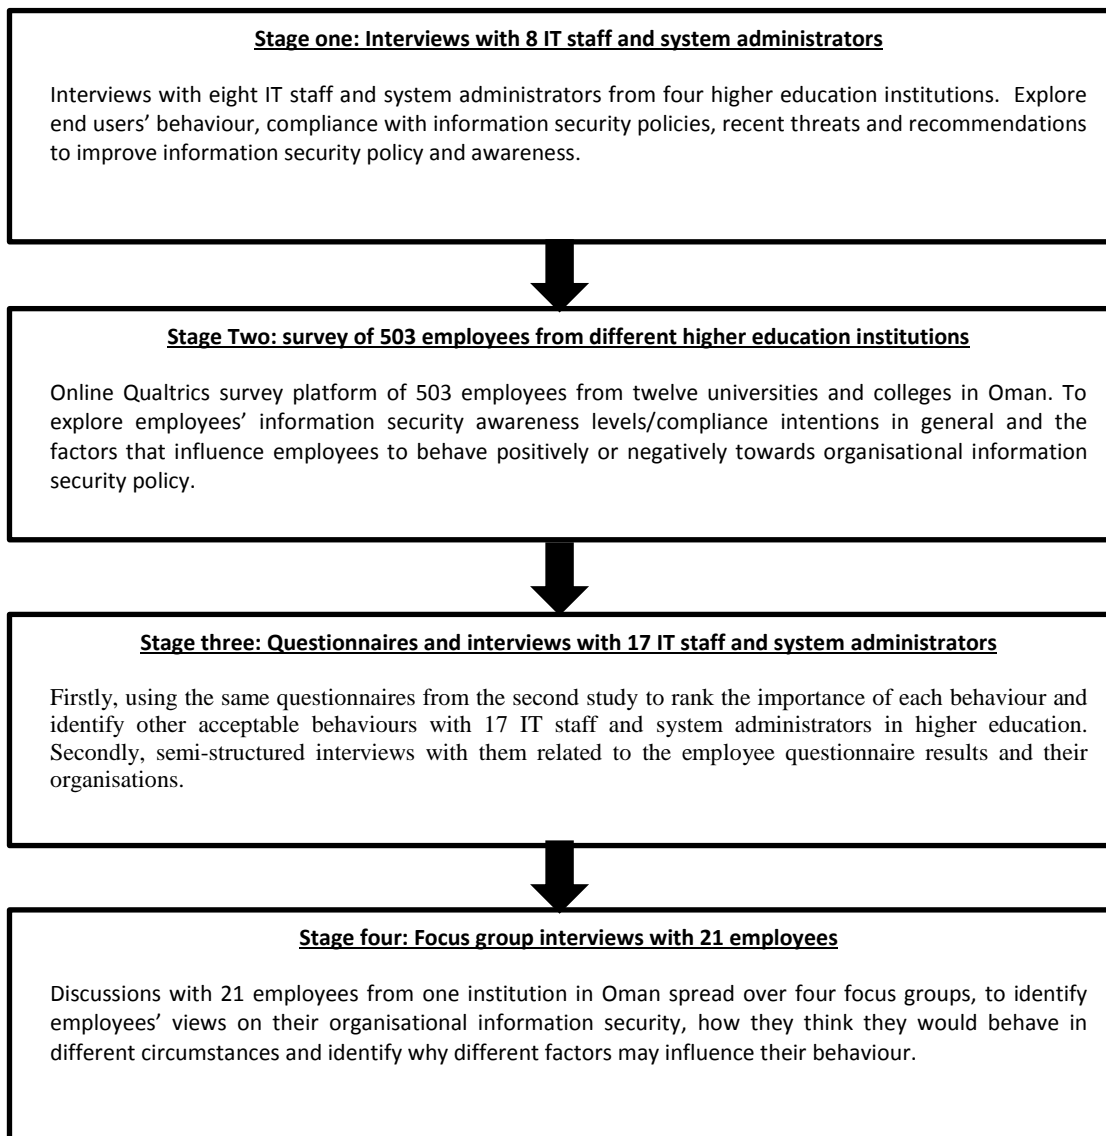 Stage one: Interviews with 8 IT staff and system administrators
Interviews with eight IT staff and system administrators from four higher education institutions. Explore
end users’ behaviour, compliance with information security policies, recent threats and recommendations
to improve information security policy and awareness.
Stage Two: survey of 503 employees from different higher education institutions
Online Qualtrics survey platform of 503 employees from twelve universities and colleges in Oman. To
explore employees’ information security awareness levels/compliance intentions in general and the
factors that influence employees to behave positively or negatively towards organisational information
security policy.
Stage three: Questionnaires and interviews with 17 IT staff and system administrators
Firstly, using the same questionnaires from the second study to rank the importance of each behaviour and
identify other acceptable behaviours with 17 IT staff and system administrators in higher education.
Secondly, semi-structured interviews with them related to the employee questionnaire results and their
organisations.
Stage four: Focus group interviews with 21 employees
Discussions with 21 employees from one institution in Oman spread over four focus groups, to identify
employees’ views on their organisational information security, how they think they would behave in
different circumstances and identify why different factors may influence their behaviour.